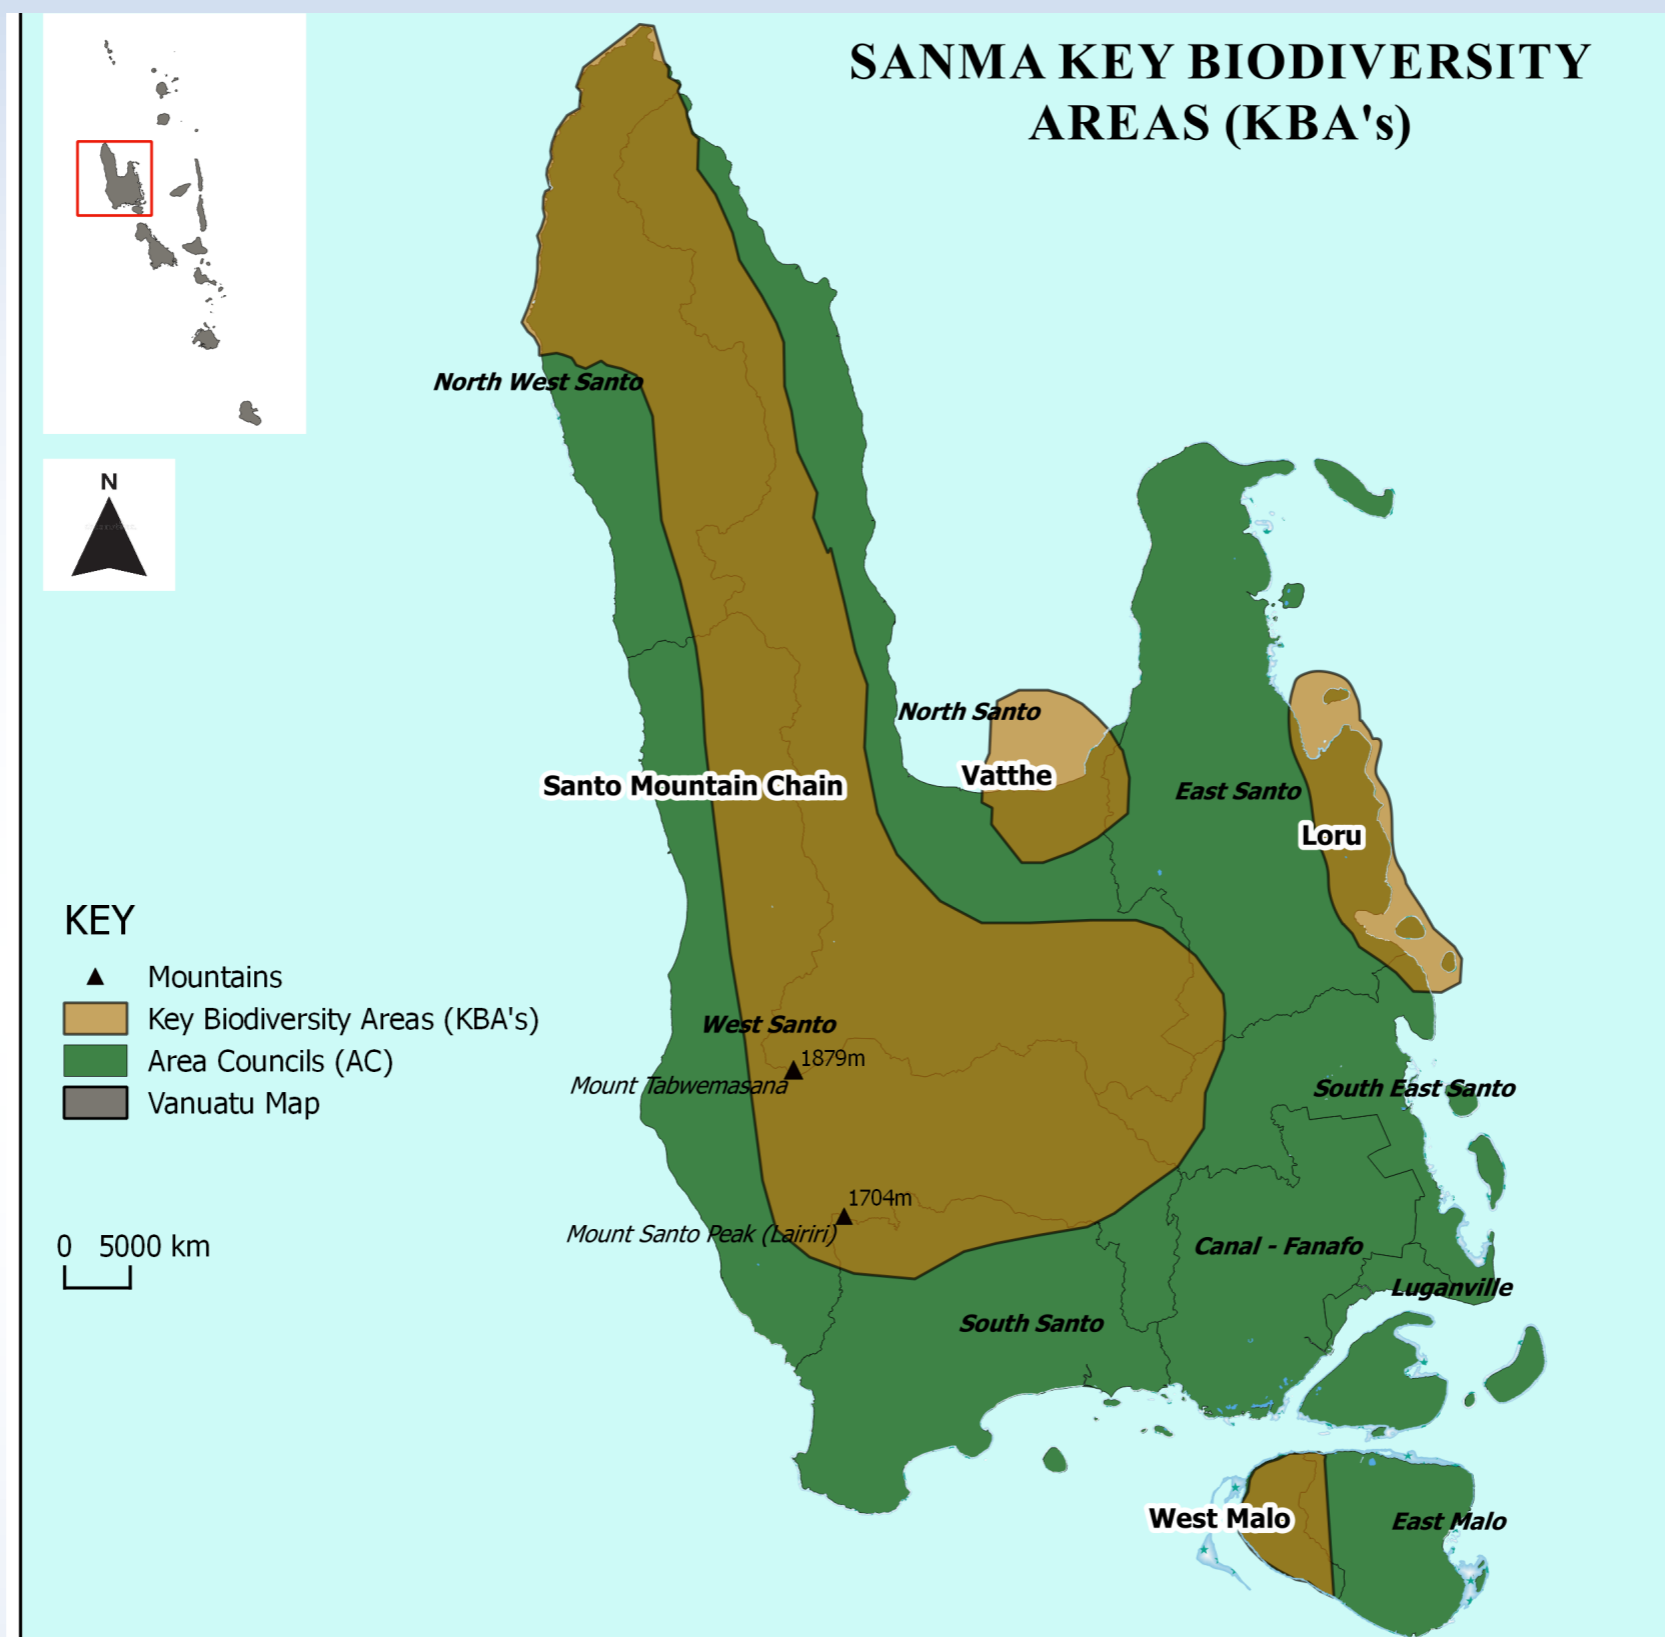 SANMA KEY BIODIVERSITY
AREAS (KBA's)
N
North West Santo
North Santo
Vatthe
Santo Mountain Chain
East Santo
Loru
KEY
Mountains
Key Biodiversity Areas (KBA's)
Area Councils (AC)
Vanuatu Map
West Santo
1879m
Mount Tabwemasana
South East Santo
1704m
Mount Santo Peak (Lairiri)
0 5000 km
Canal - Fanafo
Luganville
South Santo
West Malo
East Malo